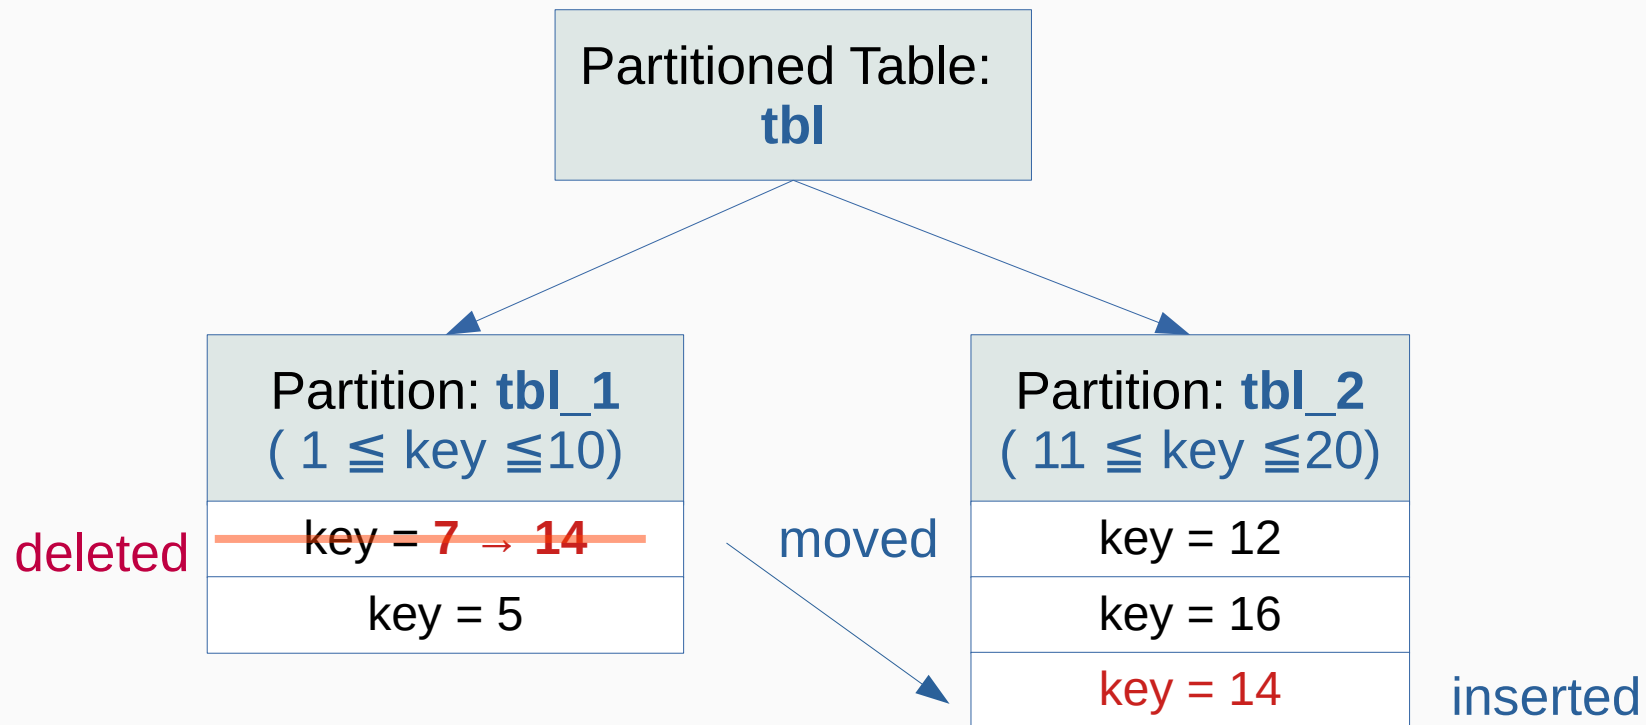 Partitioned Table:
tbl
Partition: tbl_1
( 1 ≦ key ≦10)
Partition: tbl_2
( 11 ≦ key ≦20)
deleted
key = 7 → 14
moved
key = 12
key = 5
key = 16
key = 14
inserted